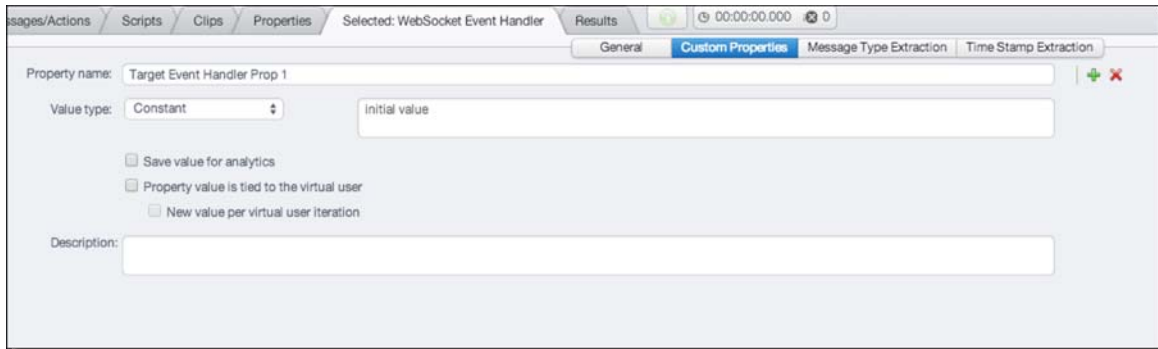 ssages/Actions Scripts Clips Properties Selected: WebSocket Event Handler Results 00:00:00.000 0
General Custom Properties Message Type Extraction Time Stamp Extraction
Property name: Target Event Handler Prop 1
Value type: Constant initial value
Save value for analytics
Property value is tied to the virtual user
New value per virtual user iteration
Description: